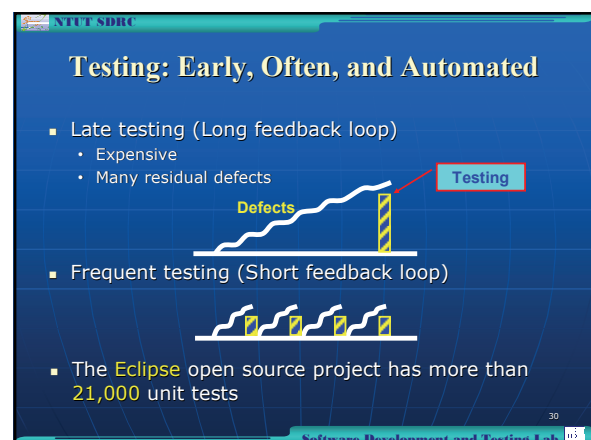 NTUT SDRC
Testing: Early, Often, and Automated
Late testing (Long feedback loop)
Expensive
Many residual defects
Testing
Defects
Frequent testing (Short feedback loop)
The Eclipse open source project has more than
21,000 unit tests
30
Software Development and Testing Lab